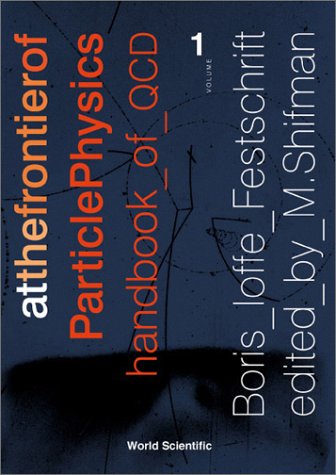 atthefrontierof
ParticlePhysics
handbook_of_QCD
VOLUME 1
Boris_Ioffe_Festschrift
edited_by_M.Shifman
World Scientific